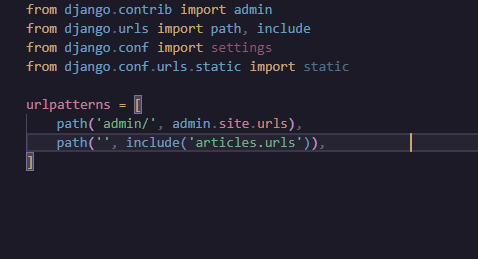 from django.contrib import admin
from django.urls import path, include
from django.conf import settings
from django.conf.urls.static import static
urlpatterns = [
path('admin/', admin.site.urls),
path('', include('articles.urls')),
]